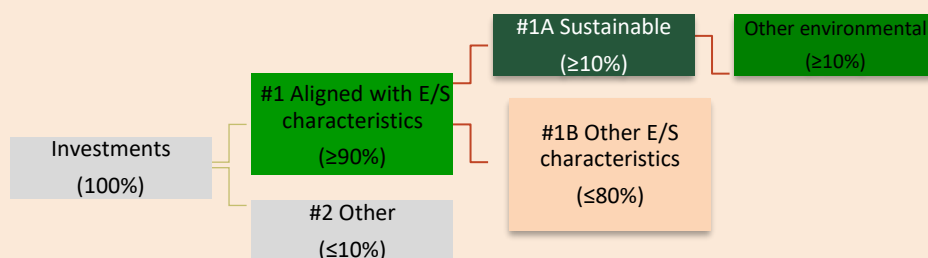 Investments
(100%)
#1 Aligned with E/S
characteristics
(≥90%)
#2 Other
(≤10%)
#1A Sustainable
(≥10%)
#1B Other E/S
characteristics
(≤80%)
Other environmental
(≥10%)